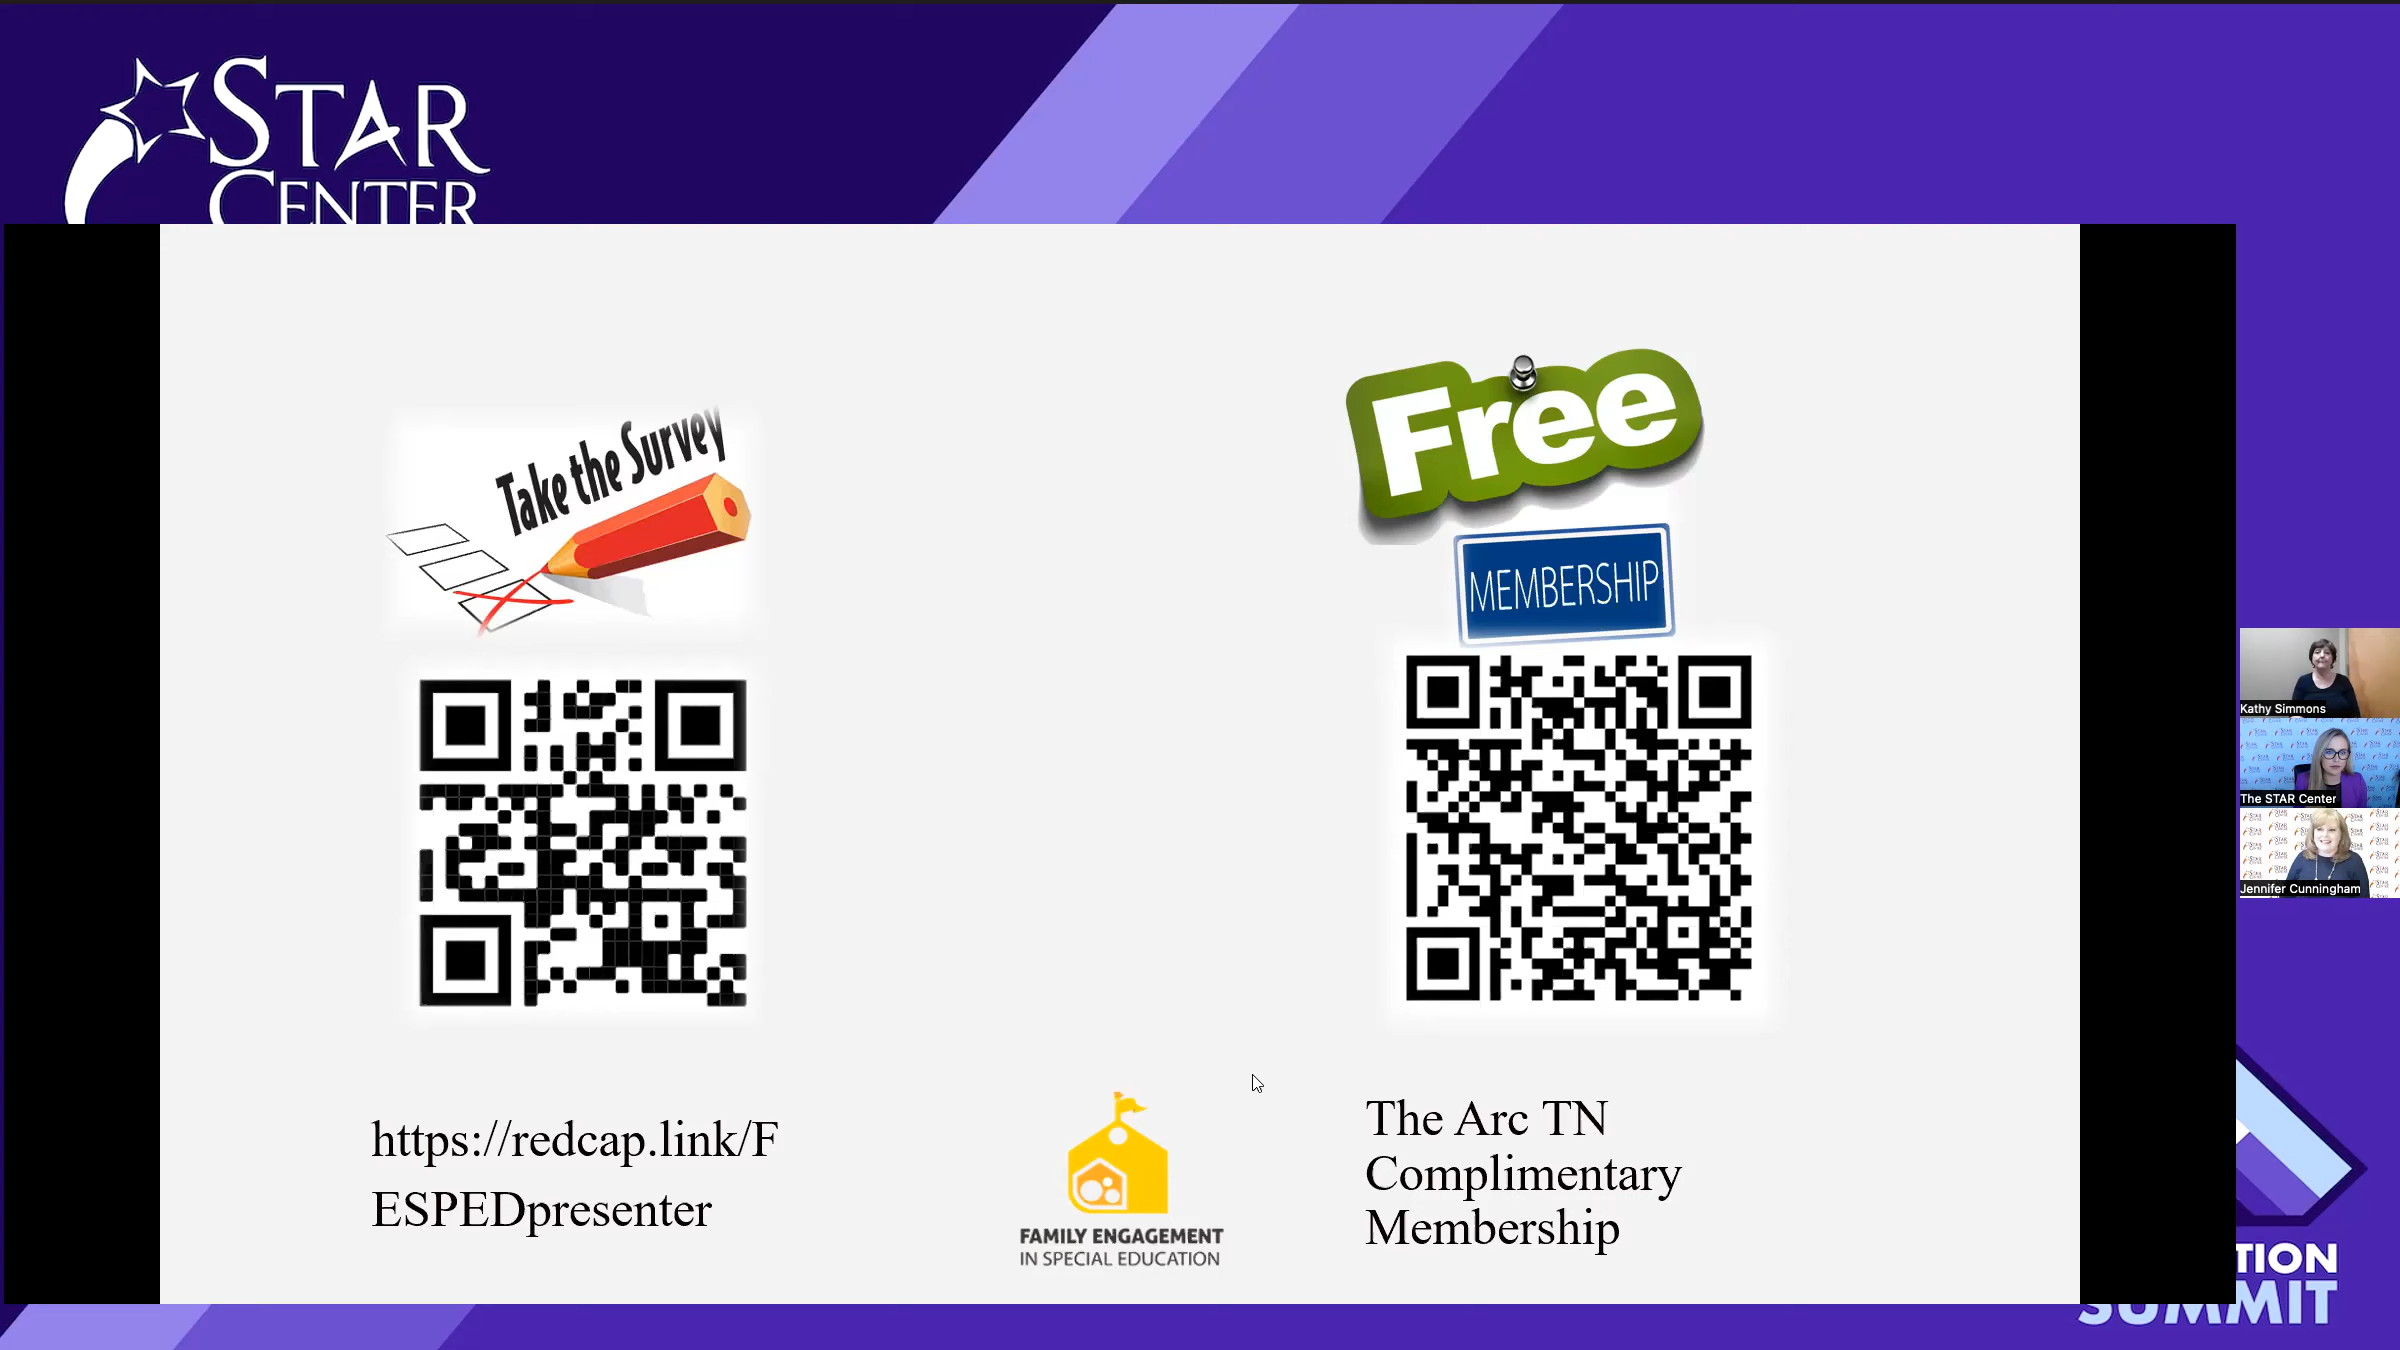 STAR
CENTER
Take the Survey
Free
MEMBERSHIP
https://redcap.link/F
ESPEDpresenter
FAMILY ENGAGEMENT
IN SPECIAL EDUCATION
The Arc TN
Complimentary
Membership
Kathy Simmons
The STAR Center
Jennifer Cunningham
TION
SUMMIT